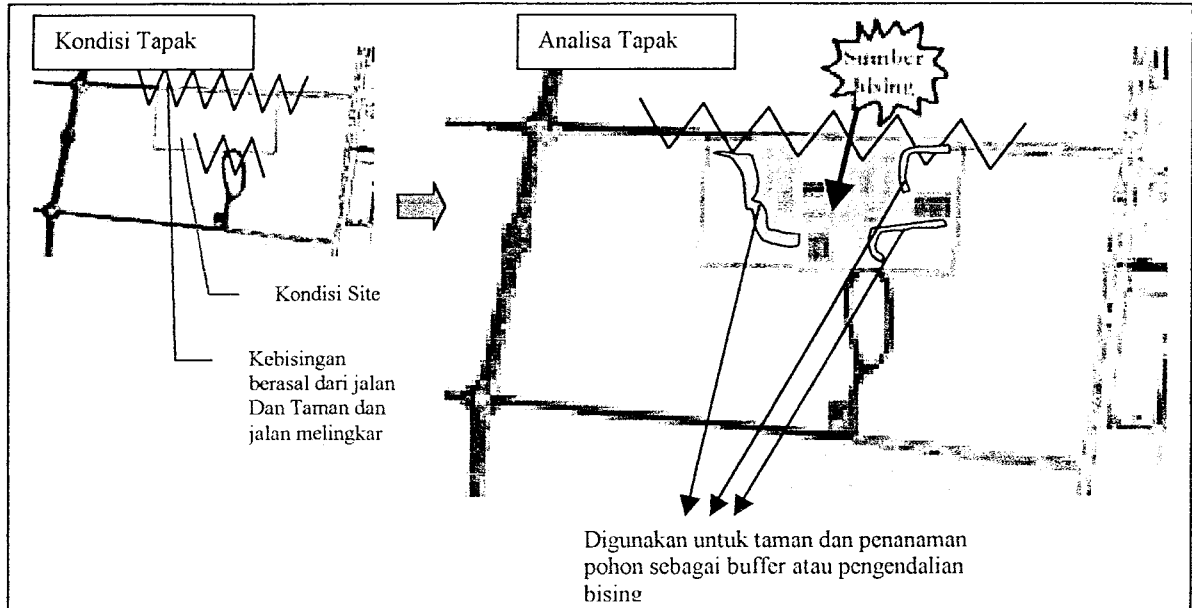 Kondisi Tapak
Analisa Tapak
Sumber
bising
Kondisi Site
Kebisingan
berasal dari jalan
Dan Taman dan
jalan melingkar
Digunakan untuk taman dan penanaman
pohon sebagai buffer atau pengendalian
bising